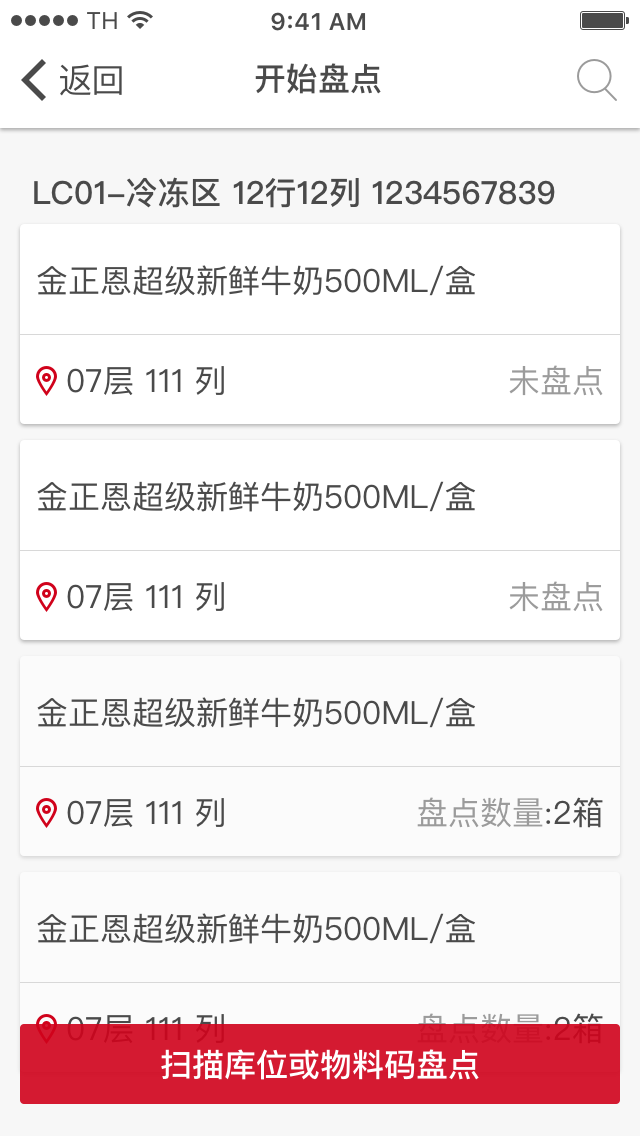 TH 9:41 AM
返回 开始盘点
LC01-冷冻区 12行12列 1234567839
金正恩超级新鲜牛奶500ML/盒
07层 111 列 未盘点
金正恩超级新鲜牛奶500ML/盒
07层 111 列 未盘点
金正恩超级新鲜牛奶500ML/盒
07层 111 列 盘点数量:2箱
金正恩超级新鲜牛奶500ML/盒
07层 111 列 盘点数量:2箱
扫描库位或物料码盘点